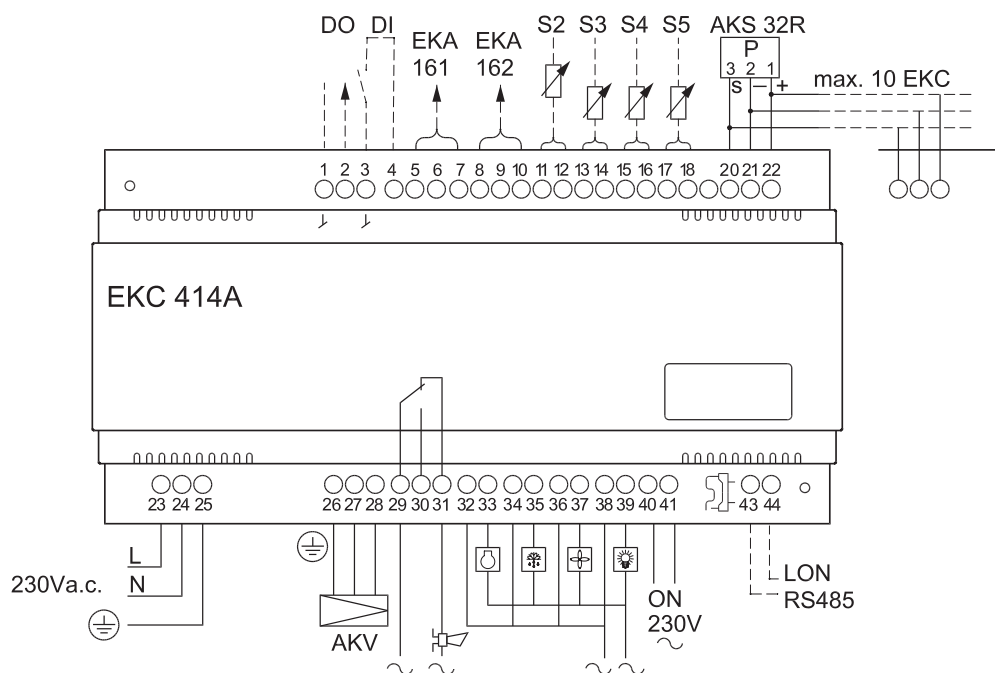 DO DI EKA 161 EKA 162 S2 S3 S4 S5 AKS 32R
P
3 2 1
s – +
max. 10 EKC
1 2 3 4 5 6 7 8 9 10 11 12 13 14 15 16 17 18 20 21 22
EKC 414A
23 24 25 26 27 28 29 30 31 32 33 34 35 36 37 38 39 40 41 43 44
L
230Va.c. N
AKV
ON
230V
LON
RS485